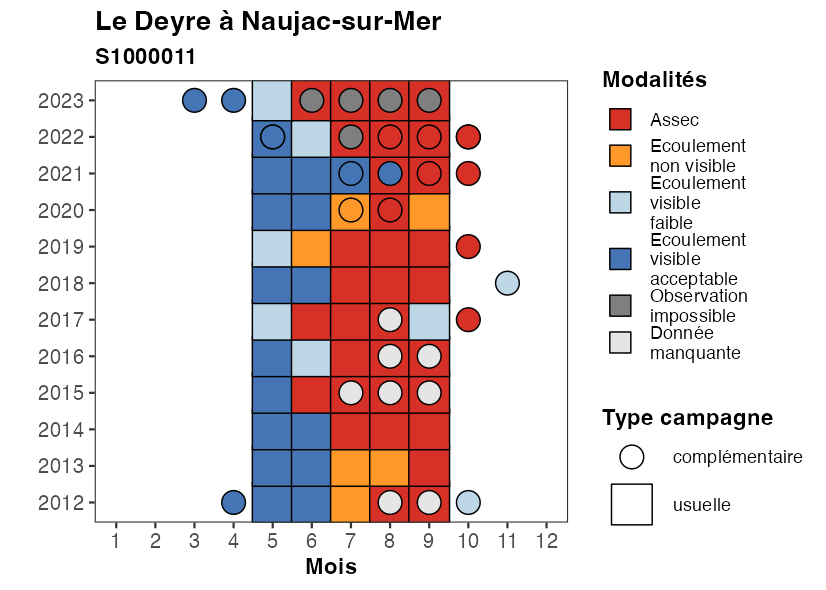 Le Deyre à Naujac-sur-Mer
S1000011
2023
2022
2021
2020
2019
2018
2017
2016
2015
2014
2013
2012
1 2 3 4 5 6 7 8 9 10 11 12
Mois
Modalités
Assec
Ecoulement
non visible
Ecoulement
visible
faible
Ecoulement
visible
acceptable
Observation
impossible
Donnée
manquante
Type campagne
complémentaire
usuelle